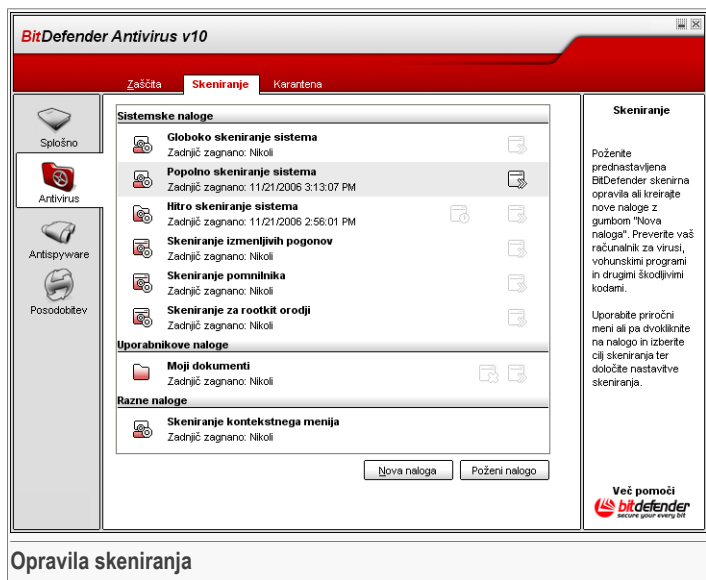 BitDefender Antivirus v10
Zaščita Skeniranje Karantena
Splošno
Antivirus
Antispyware
Posodobitev
Sistemske naloge
Globoko skeniranje sistema
Zadnjič zagnano: Nikoli
Popolno skeniranje sistema
Zadnjič zagnano: 11/21/2006 3:13:07 PM
Hitro skeniranje sistema
Zadnjič zagnano: 11/21/2006 2:56:01 PM
Skeniranje izmenljivih pogonov
Zadnjič zagnano: Nikoli
Skeniranje pomnilnika
Zadnjič zagnano: Nikoli
Skeniranje za rootkit orodji
Zadnjič zagnano: Nikoli
Uporabnikove naloge
Moji dokumenti
Zadnjič zagnano: Nikoli
Razne naloge
Skeniranje kontekstnega menija
Zadnjič zagnano: Nikoli
Nova naloga Poženi nalogo
Skeniranje
Poženite
prednastavljena
BitDefender skenirna
opravila ali kreirajte
nove naloge z
gumbom "Nova
naloga". Preverite vaš
računalnik za virusi,
vohunskimi programi
in drugimi škodljivimi
kodami.
Uporabite priročni
meni ali pa dvokliknite
na nalogo in izberite
cilj skeniranja ter
določite nastavitve
skeniranja.
Več pomoči
bitdefender
secure your every bit
Opravila skeniranja